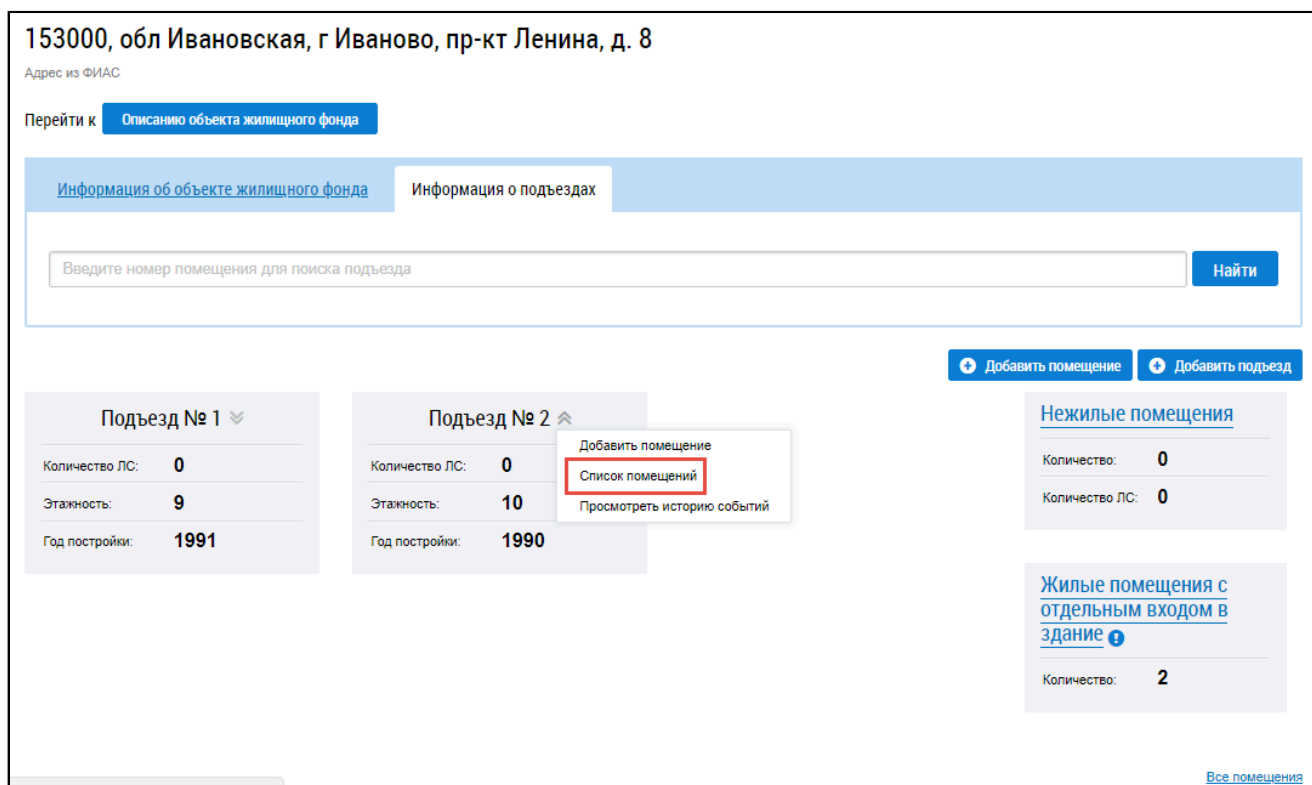 153000, обл Ивановская, г Иваново, пр-кт Ленина, д. 8
Адрес из ФИАС
Перейти к Описанию объекта жилищного фонда
Информация об объекте жилищного фонда Информация о подъездах
Введите номер помещения для поиска подъезда Найти
Добавить помещение Добавить подъезд
Подъезд № 1
Количество ЛС: 0
Этажность: 9
Год постройки: 1991
Подъезд № 2
Количество ЛС: 0
Этажность: 10
Год постройки: 1990
Добавить помещение
Список помещений
Просмотреть историю событий
Нежилые помещения
Количество: 0
Количество ЛС: 0
Жилые помещения с
отдельным входом в
здание
Количество: 2
Все помещения